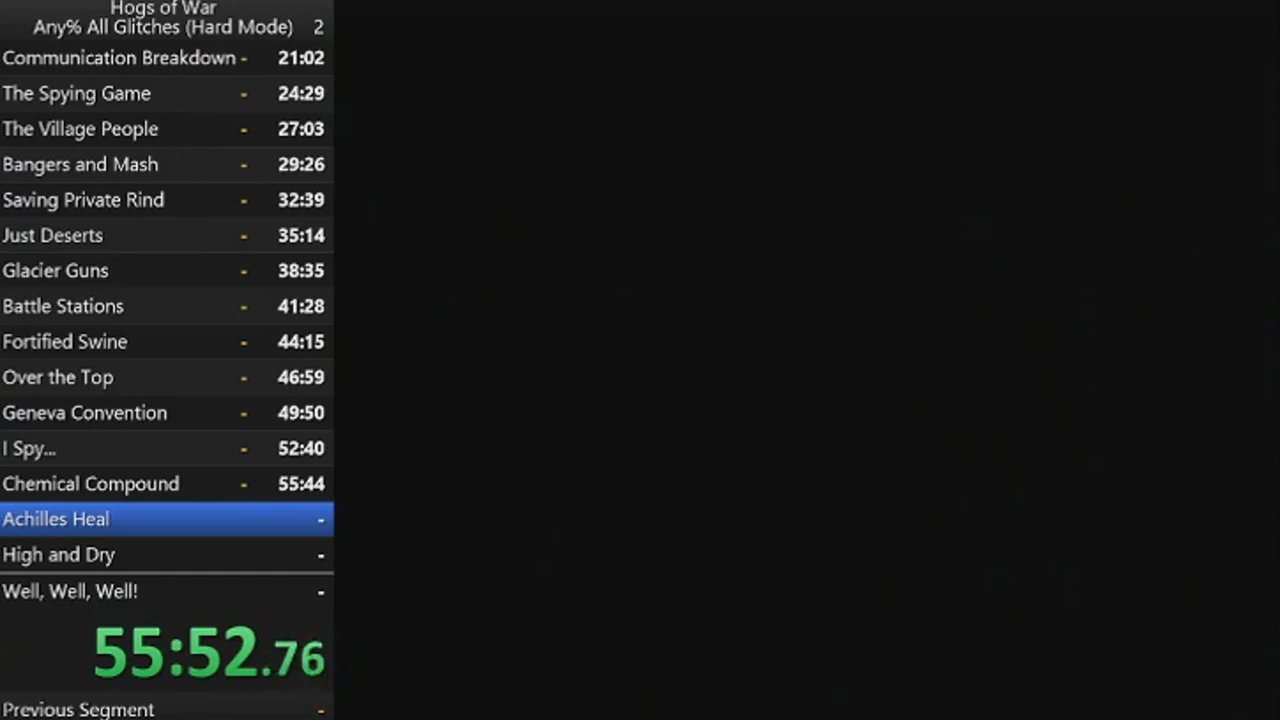 Hogs of War
Any% All Glitches (Hard Mode) 2
Communication Breakdown - 21:02
The Spying Game - 24:29
The Village People - 27:03
Bangers and Mash - 29:26
Saving Private Rind - 32:39
Just Deserts - 35:14
Glacier Guns - 38:35
Battle Stations - 41:28
Fortified Swine - 44:15
Over the Top - 46:59
Geneva Convention - 49:50
I Spy... - 52:40
Chemical Compound - 55:44
Achilles Heal -
High and Dry -
Well, Well, Well! -
55:52.76
Previous Segment -